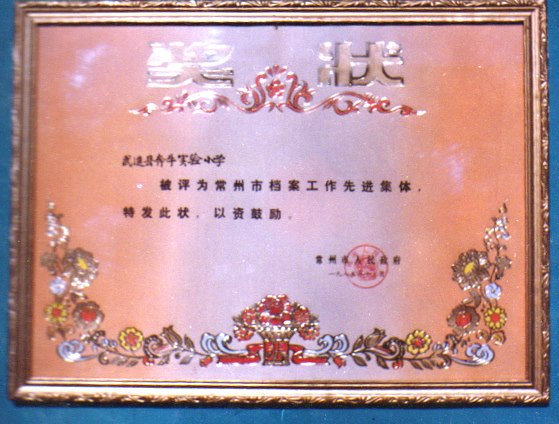 奖状
武进县奔牛实验小学
被评为常州市档案工作先进集体，
特发此状。以资鼓励。
常州市人民政府